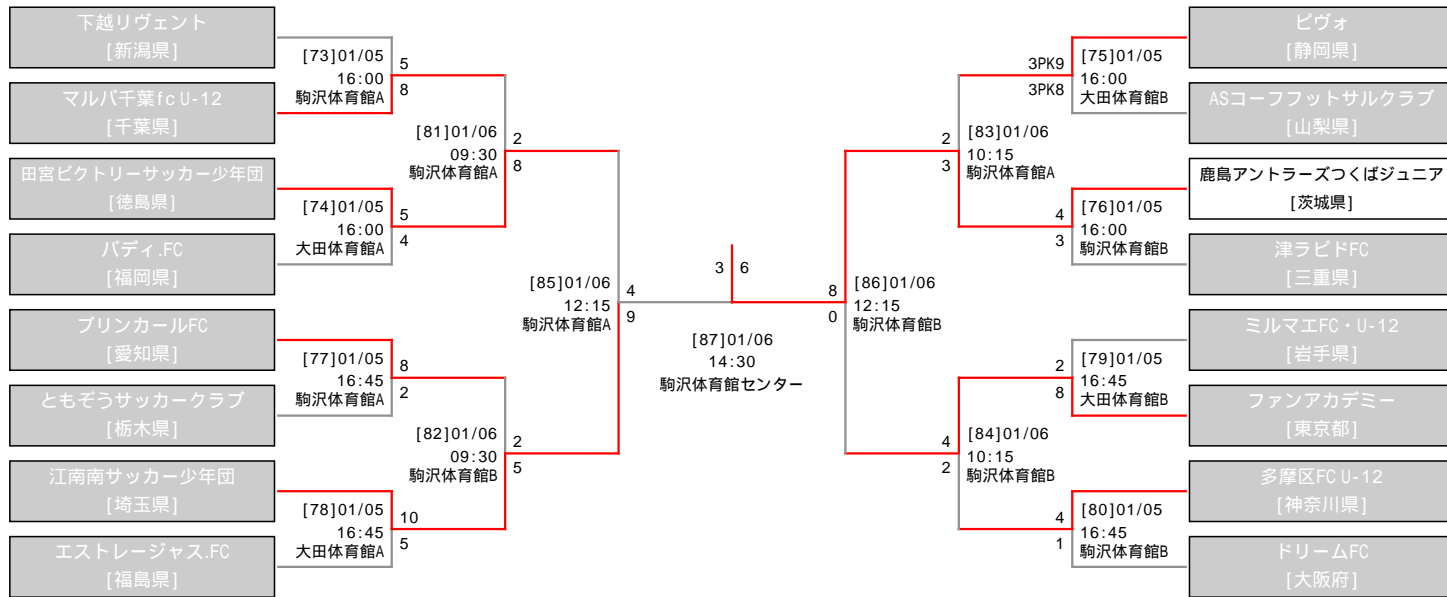 下越リヴェント
[新潟県]
マルバ千葉fc U-12
[千葉県]
田宮ビクトリーサッカー少年団
[徳島県]
バディ.FC
[福岡県]
ブリンカールFC
[愛知県]
ともぞうサッカークラブ
[栃木県]
江南南サッカー少年団
[埼玉県]
エストレージャス.FC
[福島県]
[73]01/05
16:00
駒沢体育館A
5
8
[74]01/05
16:00
大田体育館A
5
4
[77]01/05
16:45
駒沢体育館A
8
2
[78]01/05
16:45
大田体育館A
10
5
[81]01/06
09:30
駒沢体育館A
2
8
[82]01/06
09:30
駒沢体育館B
2
5
[85]01/06
12:15
駒沢体育館A
4
9
3 6
[87]01/06
14:30
駒沢体育館センター
8
0
[86]01/06
12:15
駒沢体育館B
2
3
[83]01/06
10:15
駒沢体育館A
4
2
[84]01/06
10:15
駒沢体育館B
3PK9
3PK8
[75]01/05
16:00
大田体育館B
4
3
[76]01/05
16:00
駒沢体育館B
2
8
[79]01/05
16:45
大田体育館B
4
1
[80]01/05
16:45
駒沢体育館B
ピヴォ
[静岡県]
ASコーフフットサルクラブ
[山梨県]
鹿島アントラーズつくばジュニア
[茨城県]
津ラピドFC
[三重県]
ミルマエFC・U-12
[岩手県]
ファンアカデミー
[東京都]
多摩区FC U-12
[神奈川県]
ドリームFC
[大阪府]